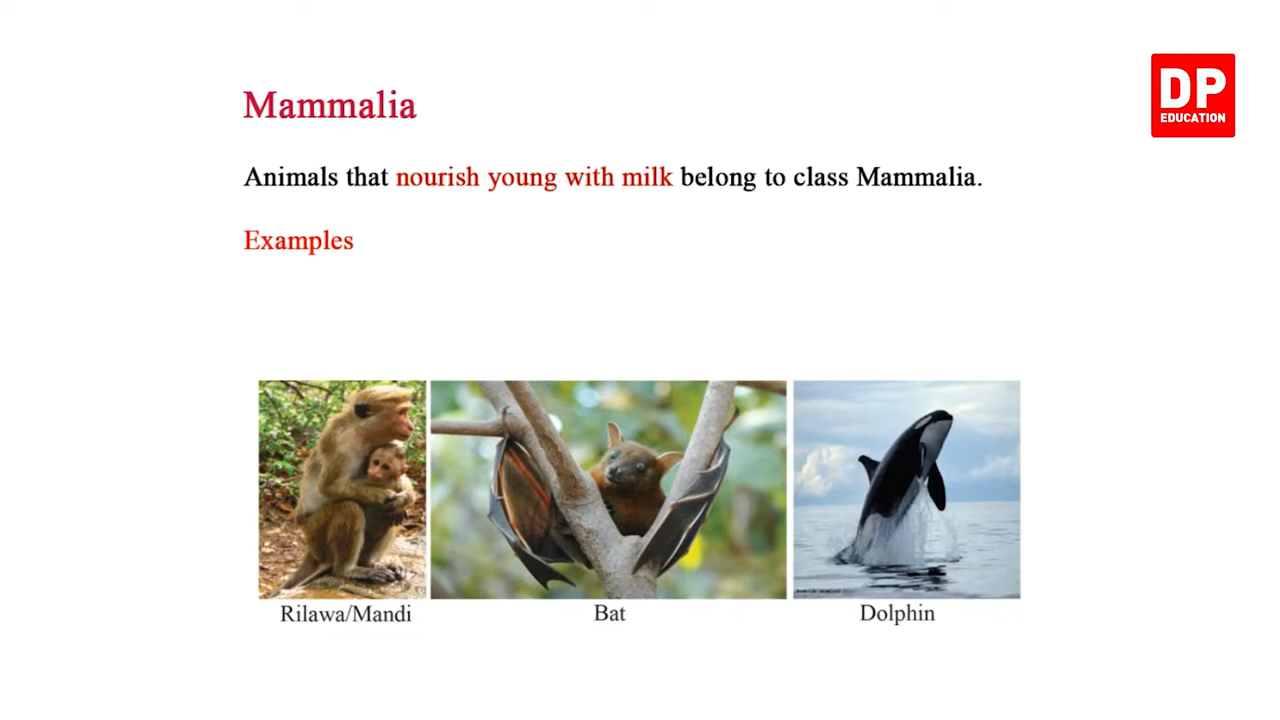 DP
EDUCATION
Mammalia
Animals that nourish young with milk belong to class Mammalia.
Examples
Rilawa/Mandi
Bat
Dolphin